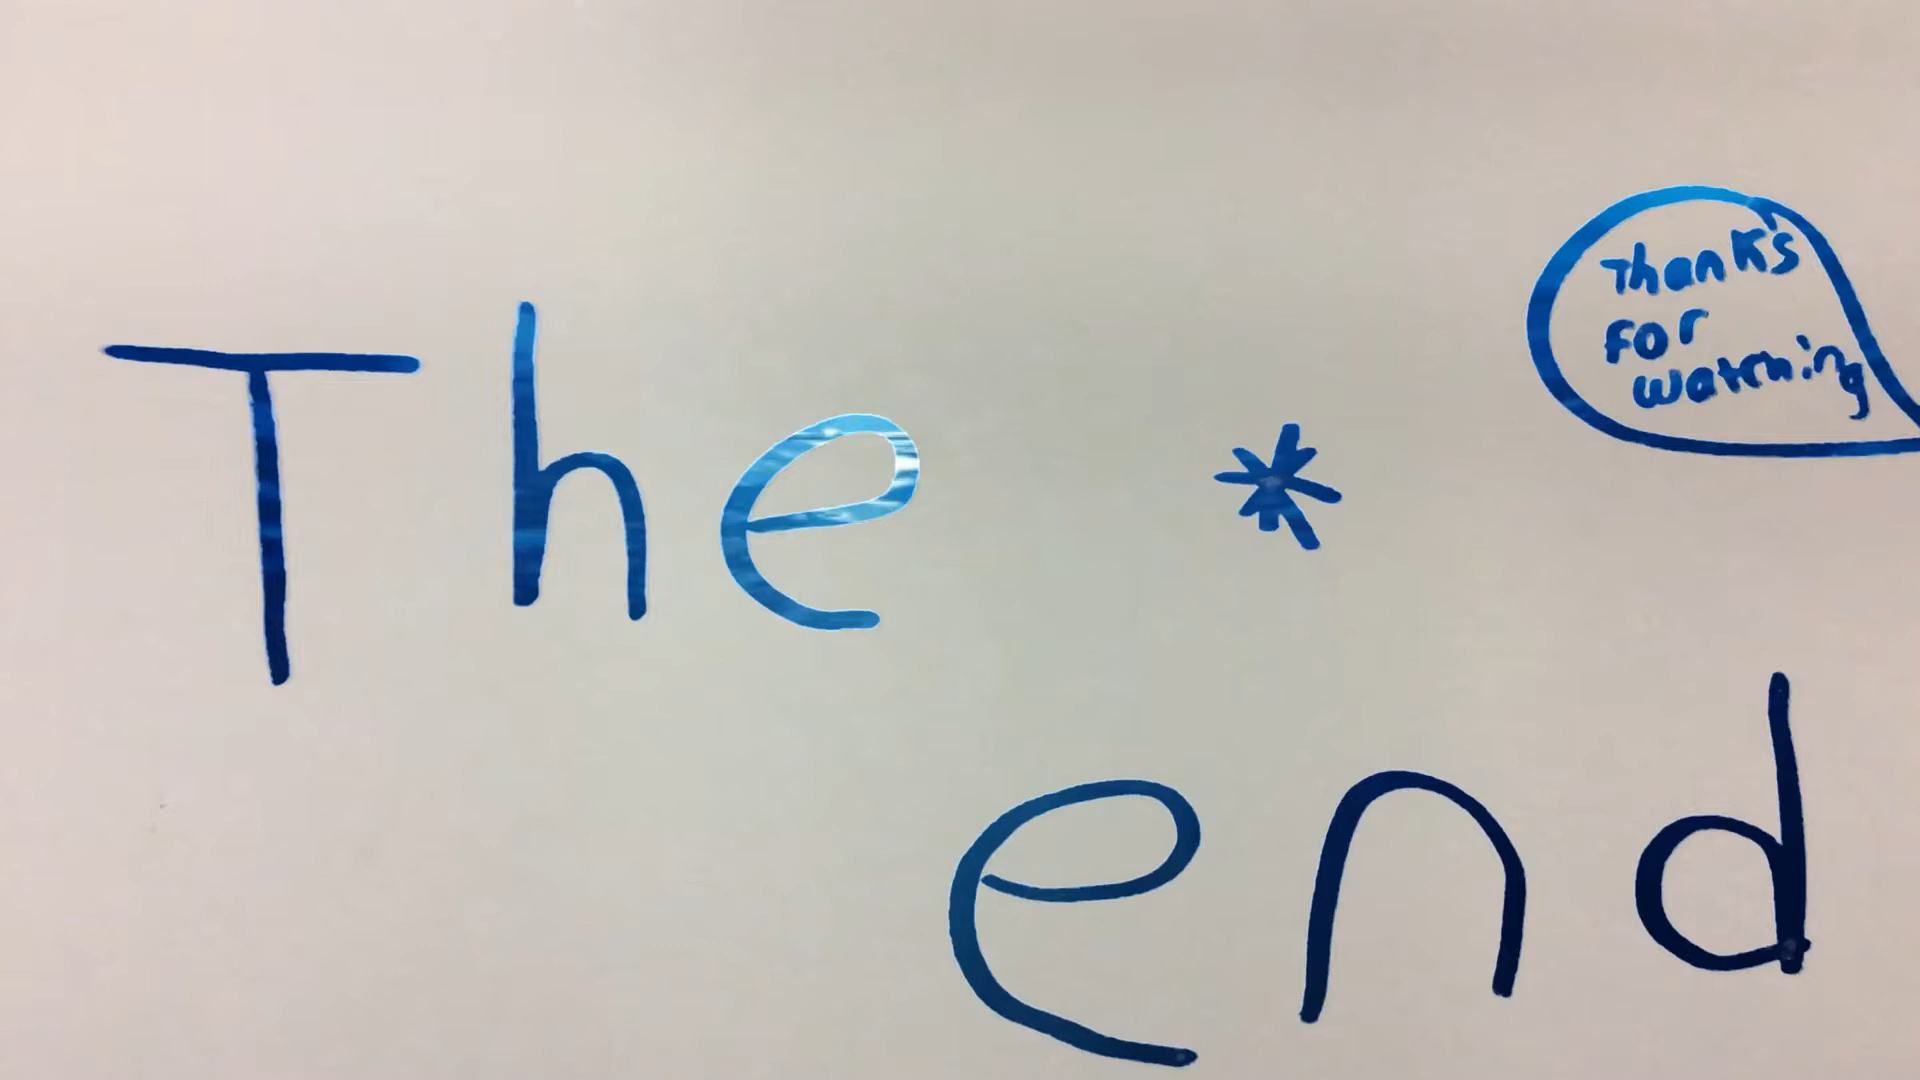 The *
end
Thanks
for
watching